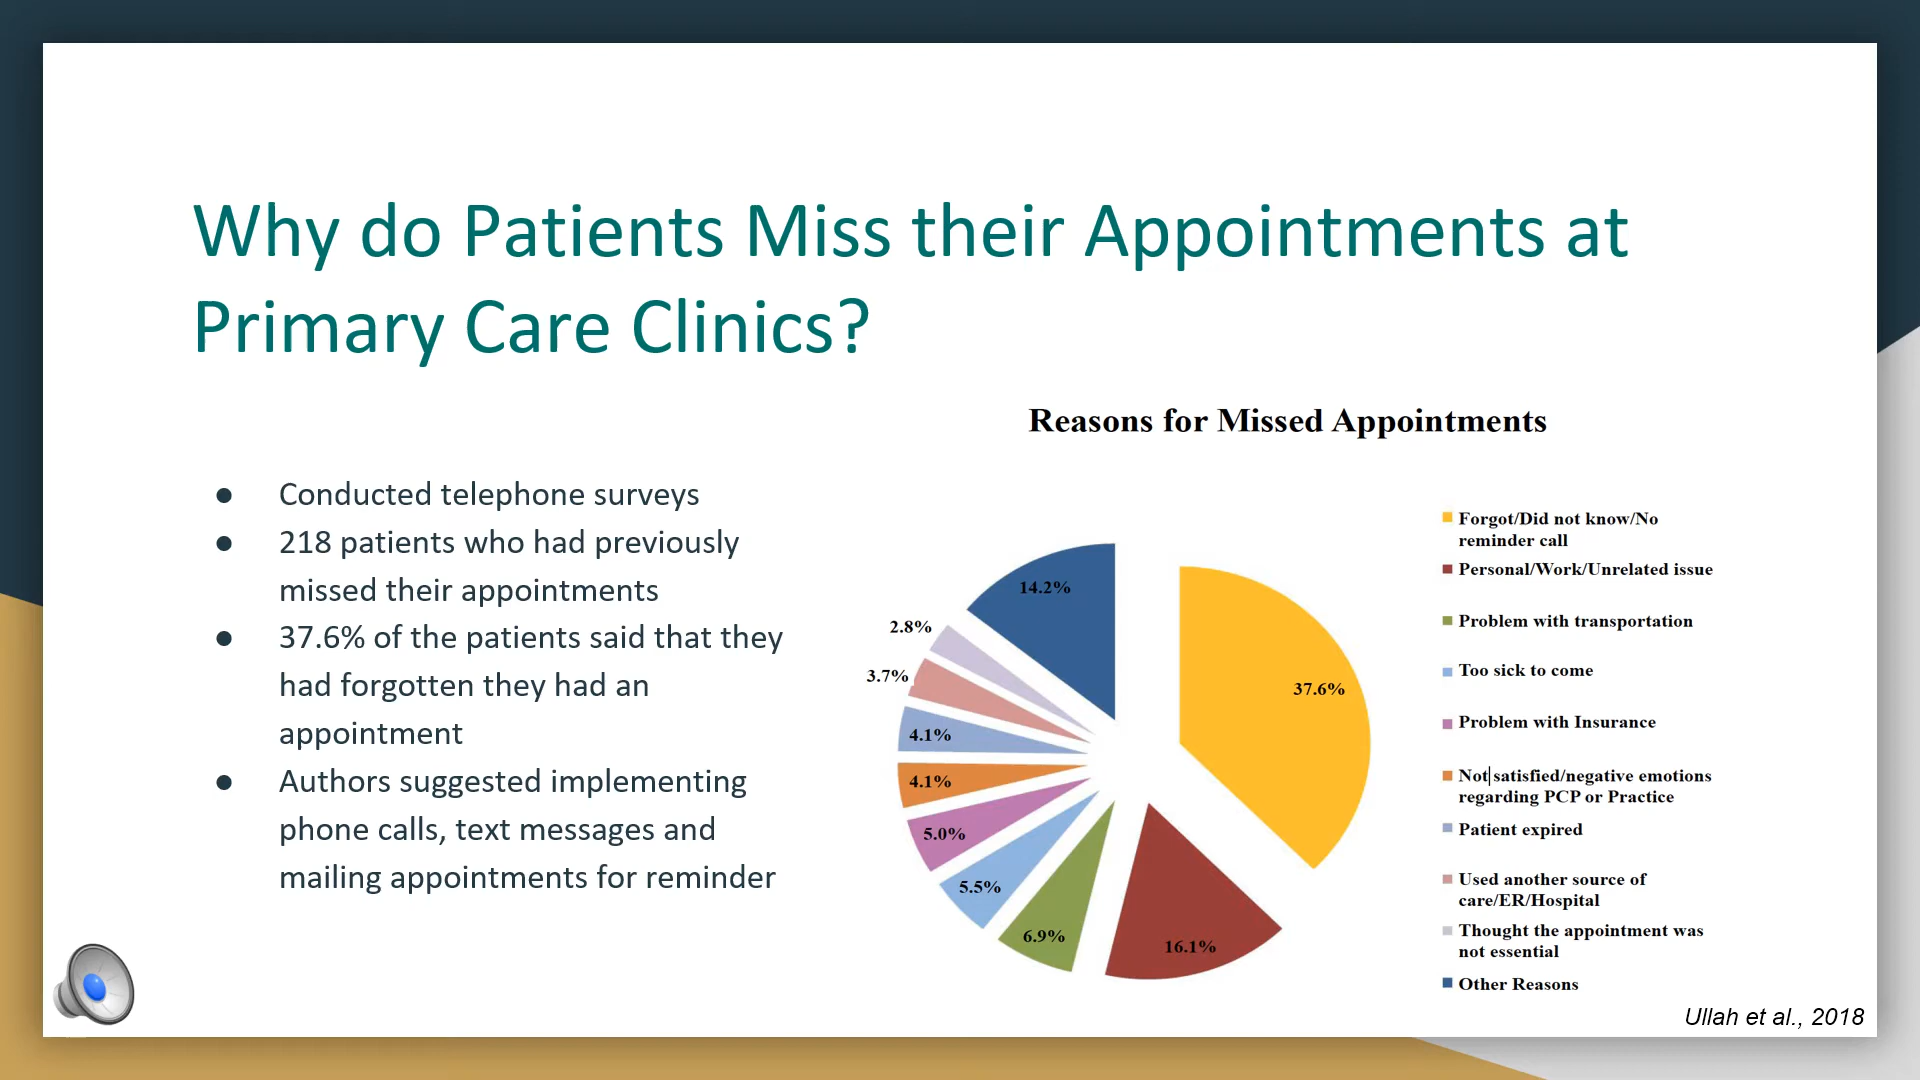 Why do Patients Miss their Appointments at
Primary Care Clinics?
● Conducted telephone surveys
● 218 patients who had previously
missed their appointments
● 37.6% of the patients said that they
had forgotten they had an
appointment
● Authors suggested implementing
phone calls, text messages and
mailing appointments for reminder
Reasons for Missed Appointments
14.2%
2.8%
3.7%
4.1%
4.1%
5.0%
5.5%
6.9%
16.1%
37.6%
Forgot/Did not know/No
reminder call
Personal/Work/Unrelated issue
Problem with transportation
Too sick to come
Problem with Insurance
Not satisfied/negative emotions
regarding PCP or Practice
Patient expired
Used another source of
care/ER/Hospital
Thought the appointment was
not essential
Other Reasons
Ullah et al., 2018